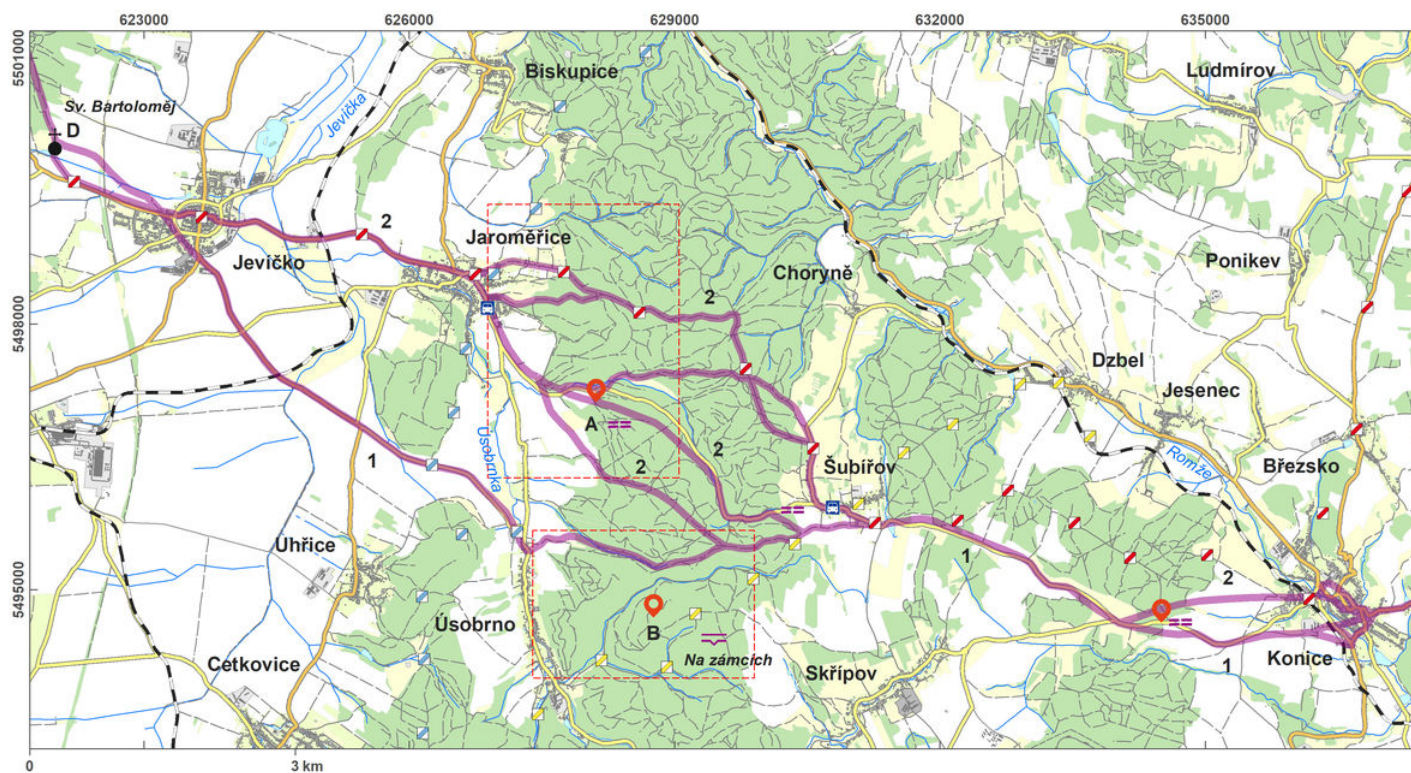 623000
626000
629000
632000
635000
5501000
5498000
5495000
Biskupice
Ludmírov
Sv. Bartoloměj
D
Jevíčka
2
Jaroměřice
Jevíčko
Choryně
Ponikev
2
Dzbel
Jesenec
A
Úsobrnka
1
2
2
Šubířov
Romže
Březsko
Uhřice
1
2
Úsobrno
B
Na zámcích
Cetkovice
Skřípov
1
Konice
0
3 km